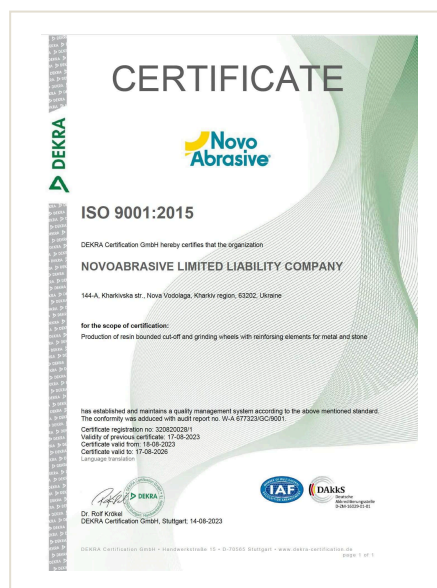 CERTIFICATE
DEKRA
Novo
Abrasive
ISO 9001:2015
DEKRA Certification GmbH hereby certifies that the organization
NOVOABRASIVE LIMITED LIABILITY COMPANY
144-A, Kharkivska str., Nova Vodolaga, Kharkiv region, 63202, Ukraine
for the scope of certification:
Production of resin bounded cut-off and grinding wheels with reinforsing elements for metal and stone
has established and maintains a quality management system according to the above mentioned standard.
The conformity was adduced with audit report no. W-A 677323/GC/9001.
Certificate registration no: 320820028/1
Validity of previous certificate: 17-08-2023
Certificate valid from: 18-08-2023
Certificate valid to: 17-08-2026
Language translation
DEKRA
IAF
DAkkS
Deutsche
Akkreditierungsstelle
D-ZM-16029-01-01
Dr. Rolf Krökel
DEKRA Certification GmbH, Stuttgart; 14-08-2023
DEKRA Certification GmbH • Handwerkstraße 15 • D-70565 Stuttgart • www.dekra-certification.de
page 1 of 1